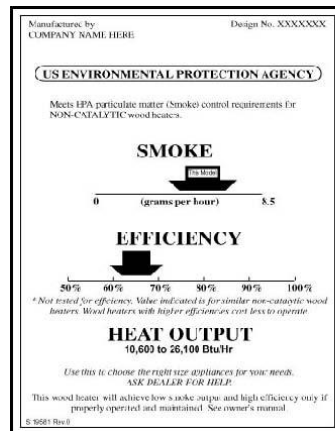 Manufactured by Design No. XXXXXXX
COMPANY NAME HERE
US ENVIRONMENTAL PROTECTION AGENCY
Meets EPA particulate matter (Smoke) control requirements for
NON-CATALYTIC wood heaters.
SMOKE
The Model
0 (grams per hour) 8.5
EFFICIENCY
50% 60% 70% 80% 90% 100%
* Not tested for efficiency. Value indicated is for similar non-catalytic wood
heaters. Wood heaters with higher efficiencies cost less to operate
HEAT OUTPUT
10,600 to 26,100 Btu/Hr
Use this to choose the right size appliances for your needs.
ASK DEALER FOR HELP.
This wood heater will achieve low smoke output and high efficiency only if
properly operated and maintained. See owner's manual
S 19581 Rev B